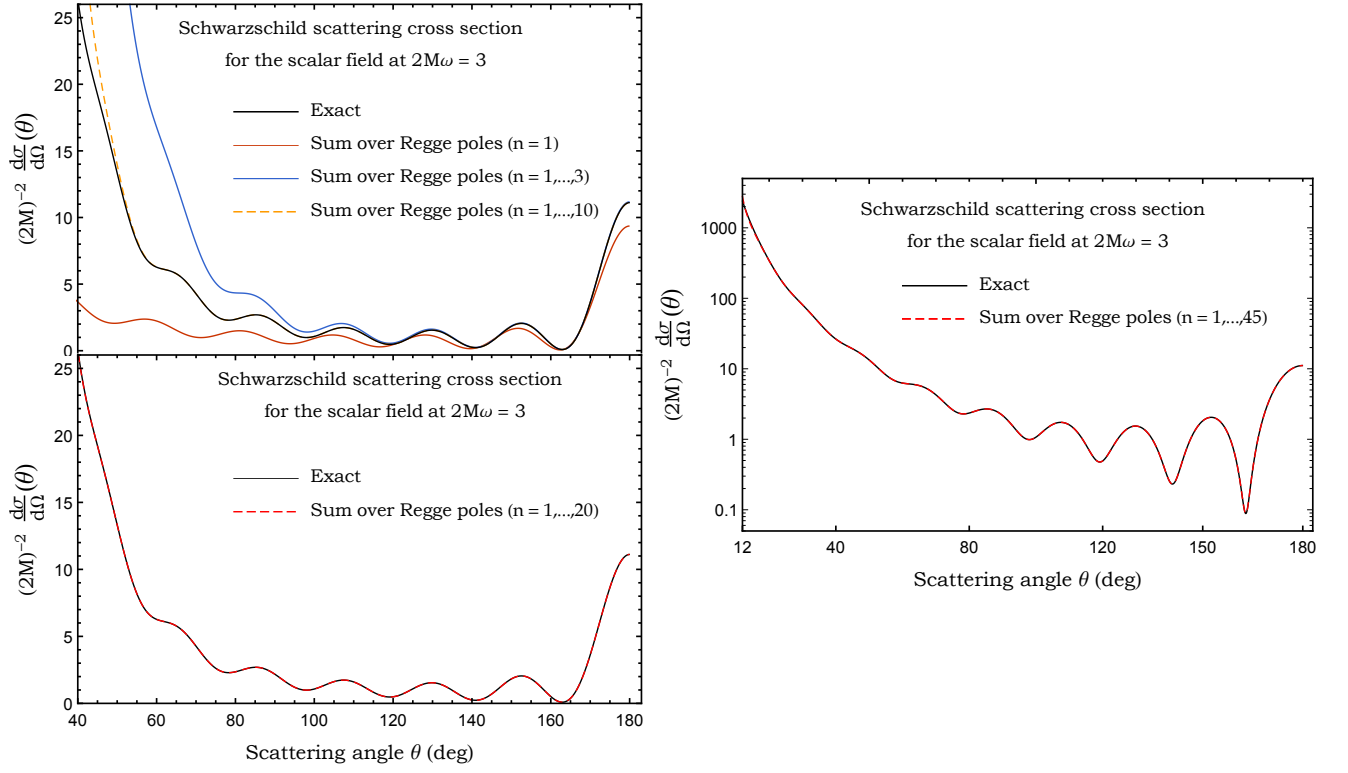 Schwarzschild scattering cross section
for the scalar field at 2Mω = 3
Exact
Sum over Regge poles (n = 1)
Sum over Regge poles (n = 1,...,3)
Sum over Regge poles (n = 1,...,10)
(2M)⁻² dσ/dΩ(θ)
25
20
15
10
5
0
Schwarzschild scattering cross section
for the scalar field at 2Mω = 3
Exact
Sum over Regge poles (n = 1,...,20)
(2M)⁻² dσ/dΩ(θ)
25
20
15
10
5
0
40 60 80 100 120 140 160 180
Scattering angle θ (deg)
Schwarzschild scattering cross section
for the scalar field at 2Mω = 3
Exact
Sum over Regge poles (n = 1,...,45)
(2M)⁻² dσ/dΩ(θ)
1000
100
10
1
0.1
12 40 80 120 150 180
Scattering angle θ (deg)